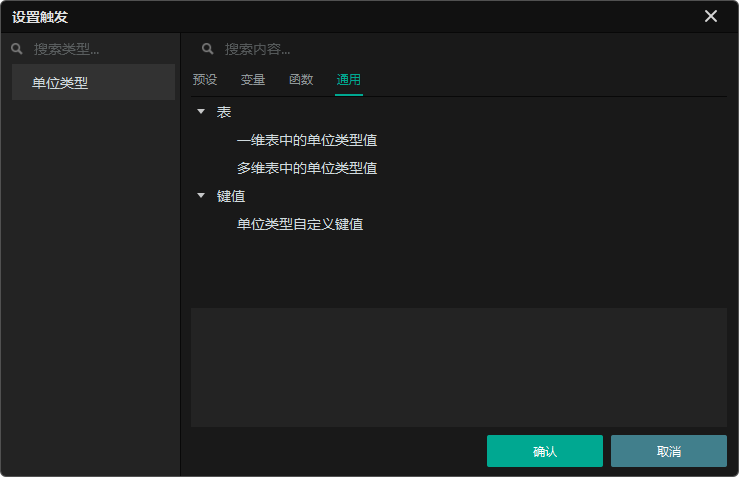 设置触发
搜索类型...
搜索内容...
单位类型
预设 变量 函数 通用
表
一维表中的单位类型值
多维表中的单位类型值
键值
单位类型自定义键值
确认 取消